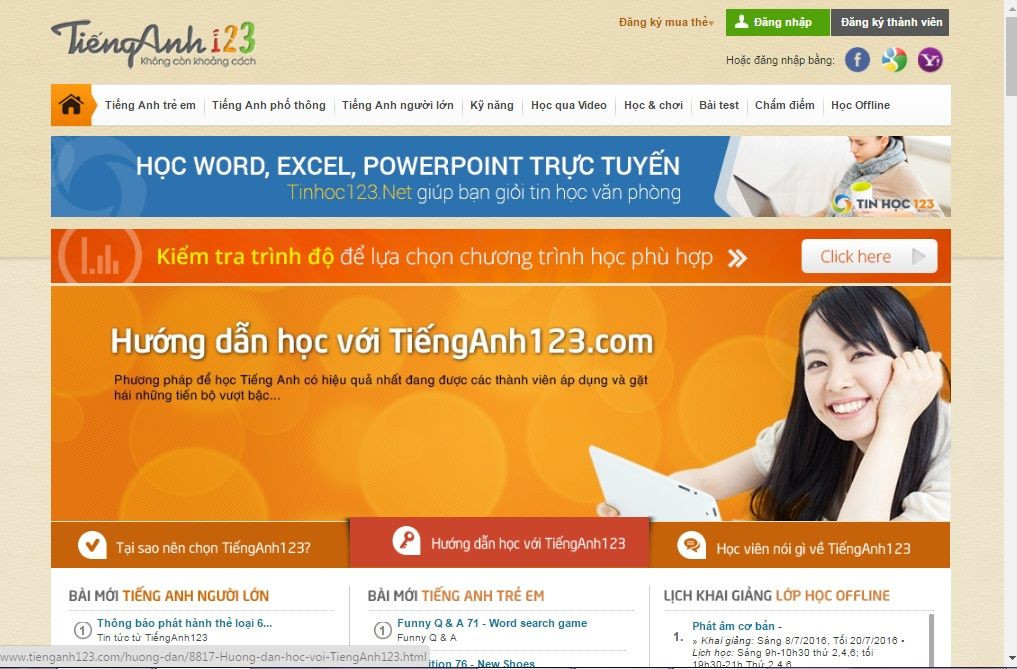 TiếngAnh123
Không còn khoảng cách
Đăng ký mua thẻ
Đăng nhập
Đăng ký thành viên
Hoặc đăng nhập bằng:
Tiếng Anh trẻ em
Tiếng Anh phổ thông
Tiếng Anh người lớn
Kỹ năng
Học qua Video
Học & chơi
Bài test
Chấm điểm
Học Offline
HỌC WORD, EXCEL, POWERPOINT TRỰC TUYẾN
Tinhoc123.Net giúp bạn giỏi tin học văn phòng
TIN HỌC 123
Kiểm tra trình độ để lựa chọn chương trình học phù hợp
Click here
Hướng dẫn học với TiếngAnh123.com
Phương pháp để học Tiếng Anh có hiệu quả nhất đang được các thành viên áp dụng và gặt
hái những tiến bộ vượt bậc...
Tại sao nên chọn TiếngAnh123?
Hướng dẫn học với TiếngAnh123
Học viên nói gì về TiếngAnh123
BÀI MỚI TIẾNG ANH NGƯỜI LỚN
1 Thông báo phát hành thẻ loại 6...
Tin tức từ TiếngAnh123
BÀI MỚI TIẾNG ANH TRẺ EM
1 Funny Q & A 71 - Word search game
Funny Q & A
ition 76 - New Shoes
LỊCH KHAI GIẢNG LỚP HỌC OFFLINE
1. Phát âm cơ bản -
» Khai giảng: Sáng 8/7/2016, Tối 20/7/2016 •
Lịch học: Sáng 9h-10h30 thứ 2,4,6; tối
19h30-21h Thứ 2,4,6
www.tienganh123.com/huong-dan/8817-Huong-dan-hoc-voi-TiengAnh123.html